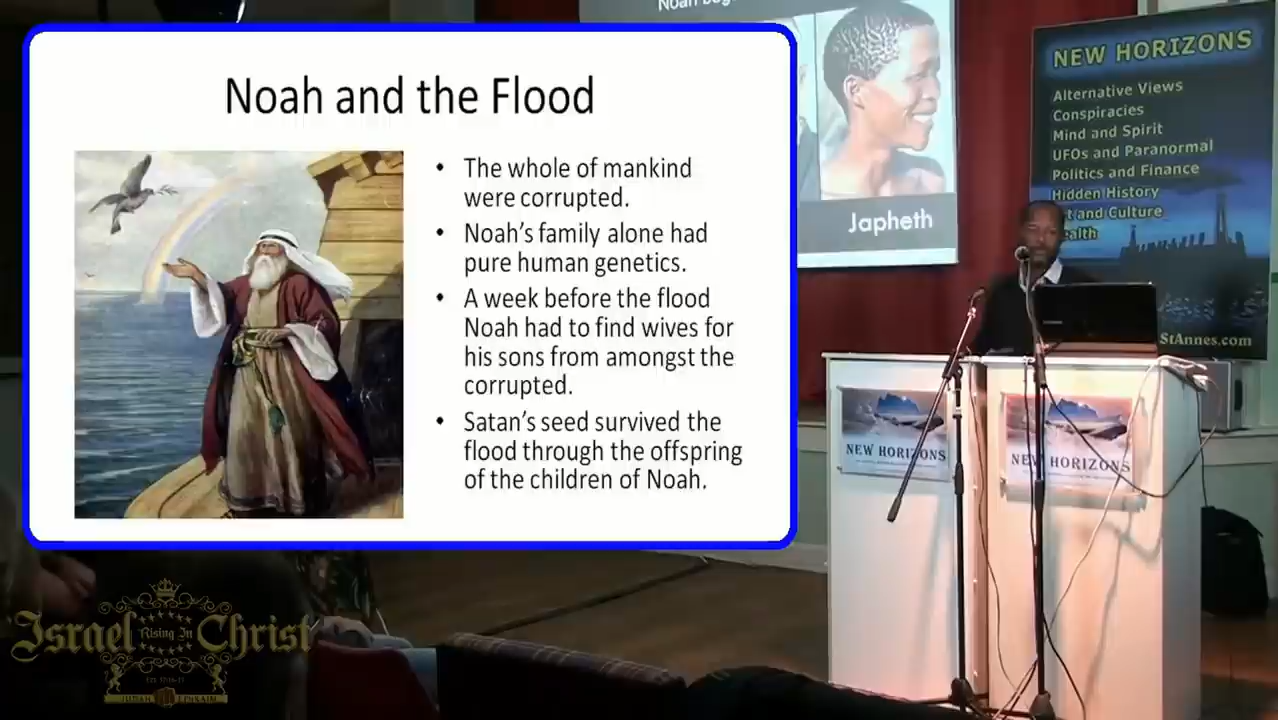 Noah and the Flood
• The whole of mankind
were corrupted.
• Noah’s family alone had
pure human genetics.
• A week before the flood
Noah had to find wives for
his sons from amongst the
corrupted.
• Satan’s seed survived the
flood through the offspring
of the children of Noah.
Noah
Japheth
NEW HORIZONS
Alternative Views
Conspiracies
Mind and Spirit
UFOs and Paranormal
Politics and Finance
Hidden History
and Culture
StAnnes.com
NEW HORIZONS
NEW HORIZONS
Israel Rising In Christ
JUDAH EPHRAIM